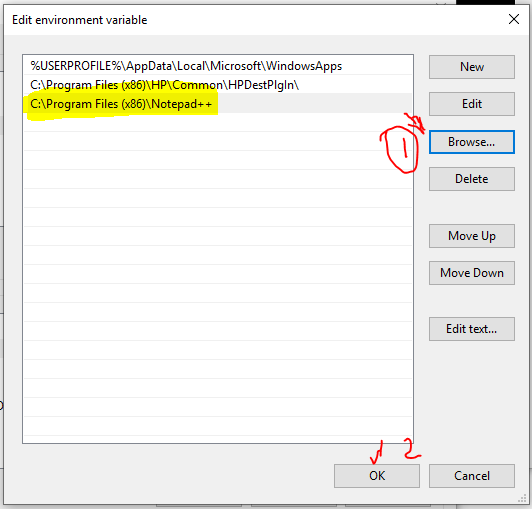 Edit environment variable
%USERPROFILE%\AppData\Local\Microsoft\WindowsApps
C:\Program Files (x86)\HP\Common\HPDestPlgIn\
C:\Program Files (x86)\Notepad++
New
Edit
1
Browse...
Delete
Move Up
Move Down
Edit text...
2
OK
Cancel